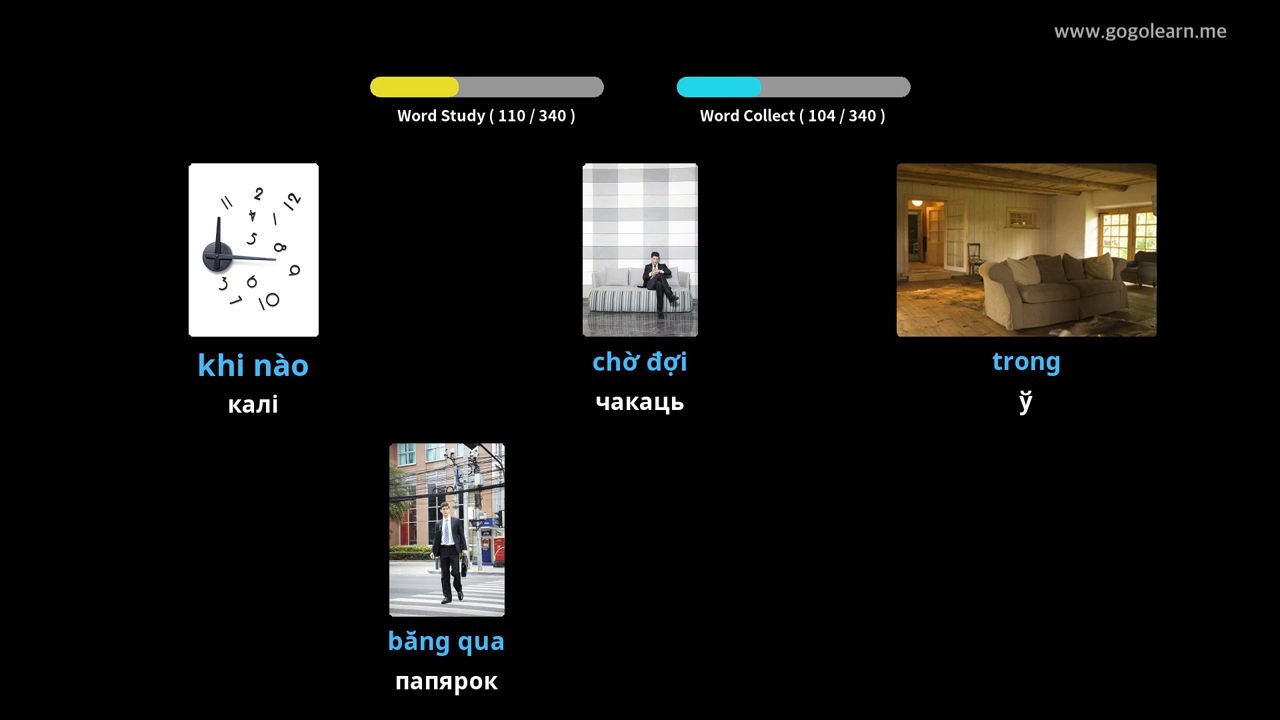 www.gogolearn.me
Word Study ( 110 / 340 )
Word Collect ( 104 / 340 )
khi nào
калі
chờ đợi
чакаць
trong
ў
băng qua
папярок